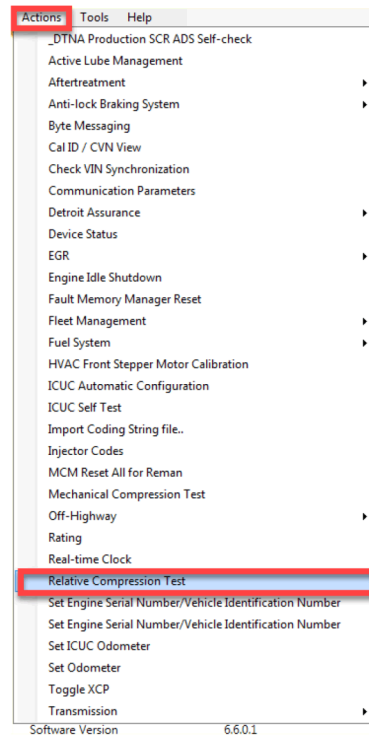 Actions Tools Help
_DTNA Production SCR ADS Self-check
Active Lube Management
Aftertreatment
Anti-lock Braking System
Byte Messaging
Cal ID / CVN View
Check VIN Synchronization
Communication Parameters
Detroit Assurance
Device Status
EGR
Engine Idle Shutdown
Fault Memory Manager Reset
Fleet Management
Fuel System
HVAC Front Stepper Motor Calibration
ICUC Automatic Configuration
ICUC Self Test
Import Coding String file..
Injector Codes
MCM Reset All for Reman
Mechanical Compression Test
Off-Highway
Rating
Real-time Clock
Relative Compression Test
Set Engine Serial Number/Vehicle Identification Number
Set Engine Serial Number/Vehicle Identification Number
Set ICUC Odometer
Set Odometer
Toggle XCP
Transmission
Software Version 6.6.0.1